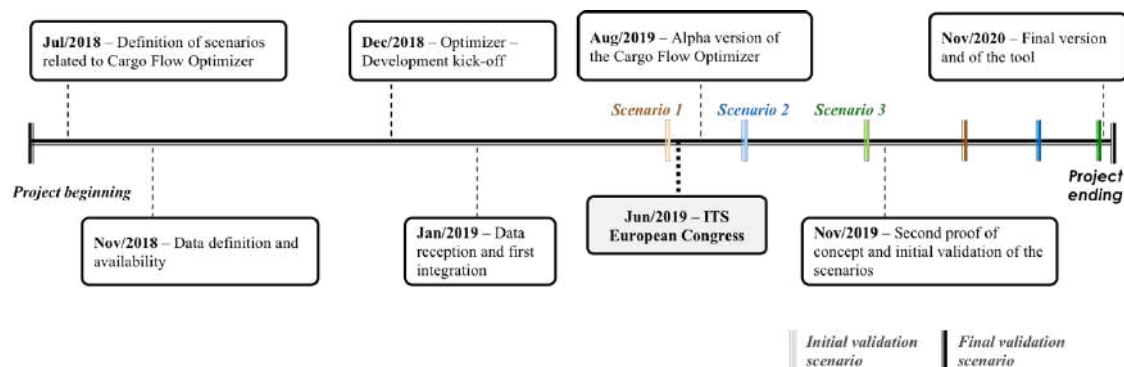 Jul/2018 – Definition of scenarios
related to Cargo Flow Optimizer
Dec/2018 – Optimizer –
Development kick-off
Aug/2019 – Alpha version of
the Cargo Flow Optimizer
Nov/2020 – Final version
and of the tool
Scenario 1
Scenario 2
Scenario 3
Project beginning
Project
ending
Nov/2018 – Data definition and
availability
Jan/2019 – Data
reception and first
integration
Jun/2019 – ITS
European Congress
Nov/2019 – Second proof of
concept and initial validation of the
scenarios
Initial validation
scenario
Final validation
scenario